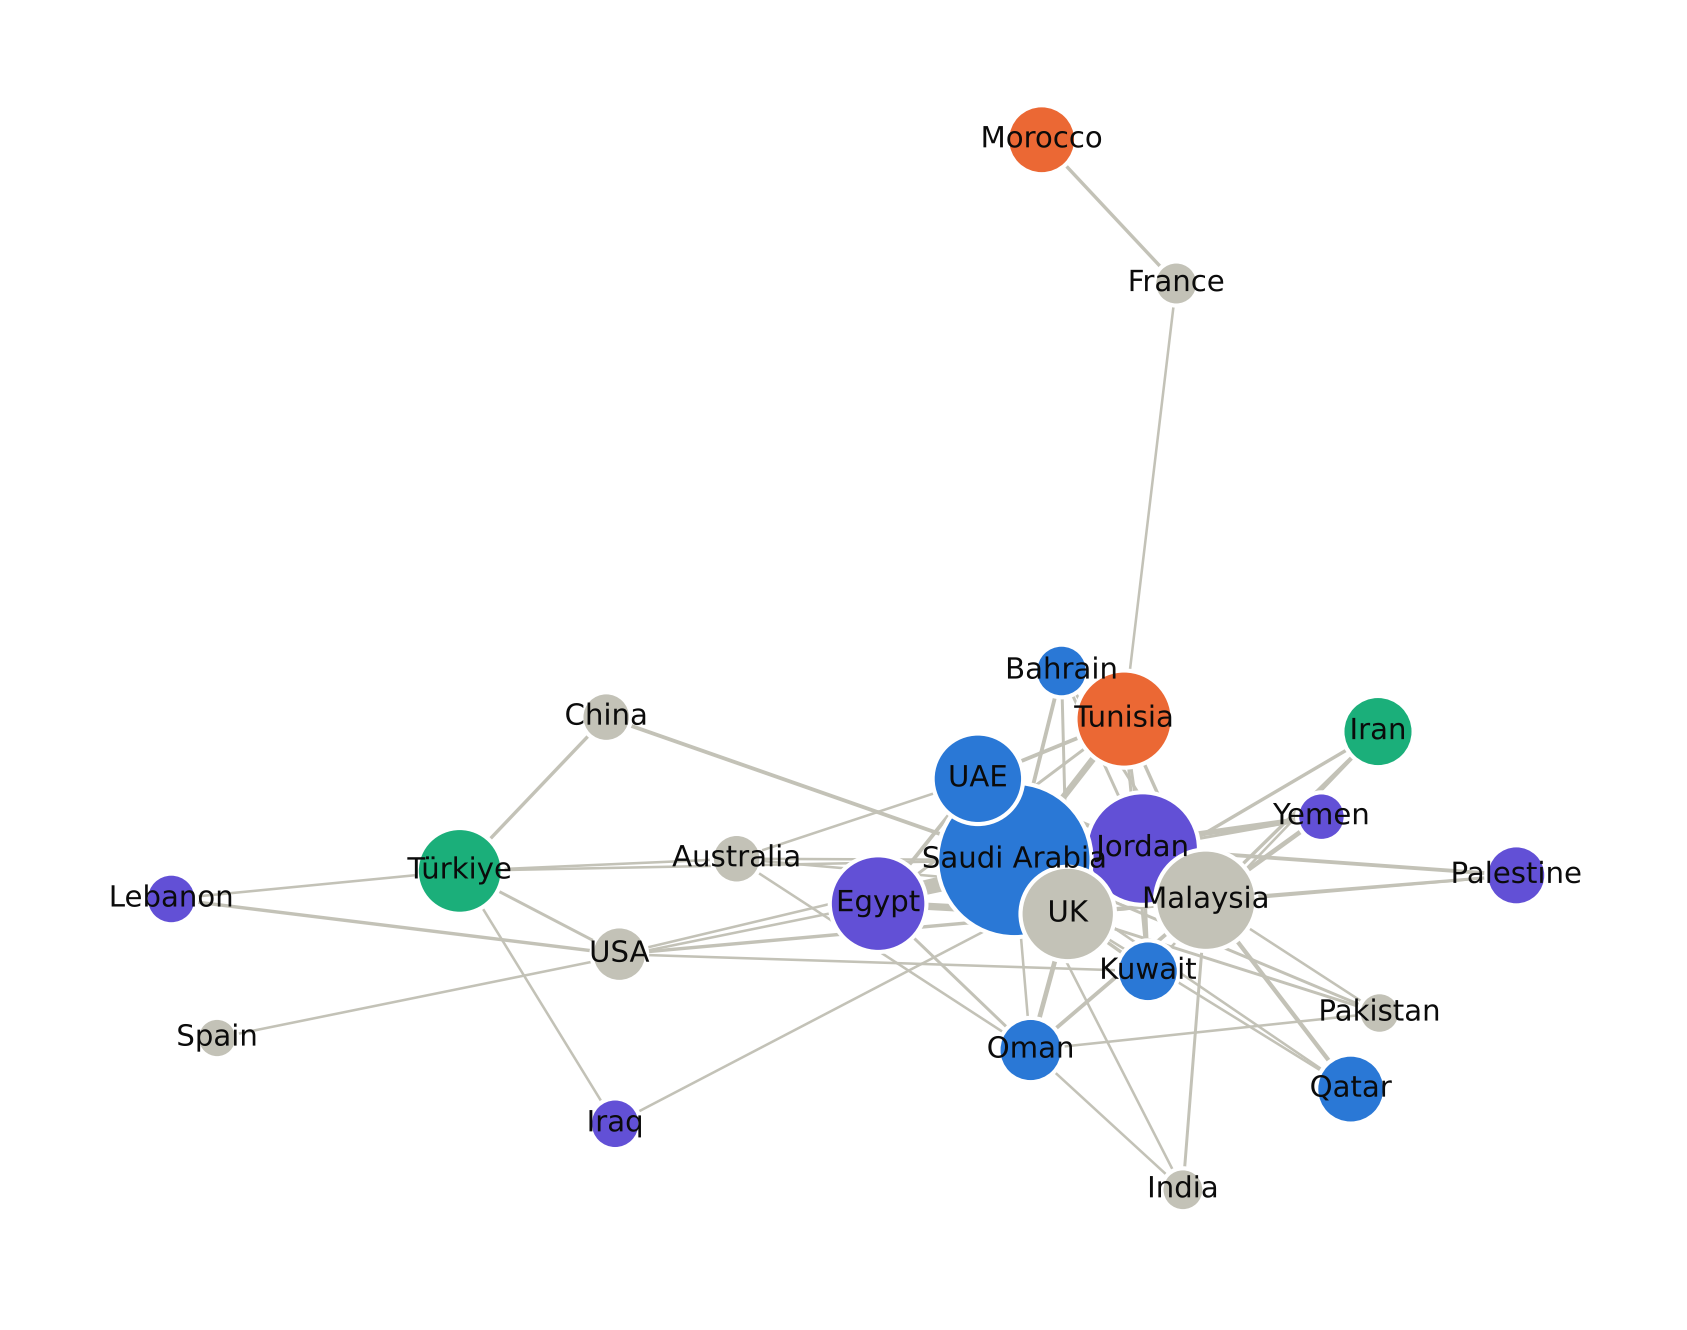 Morocco
France
Bahrain
Tunisia
China
Iran
UAE
Yemen
Jordan
Australia
Saudi Arabia
Türkiye
Palestine
Lebanon
Egypt
UK
Malaysia
USA
Kuwait
Pakistan
Spain
Oman
Qatar
Iraq
India